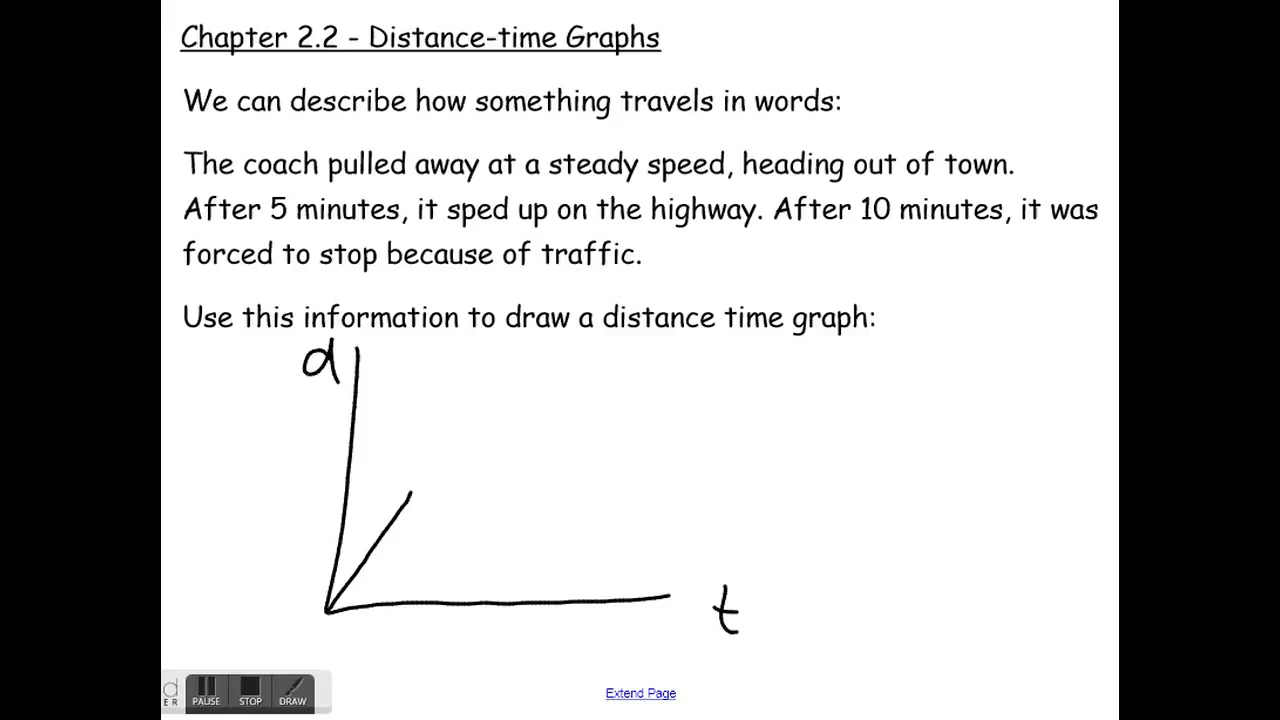 Chapter 2.2 - Distance-time Graphs
We can describe how something travels in words:
The coach pulled away at a steady speed, heading out of town.
After 5 minutes, it sped up on the highway. After 10 minutes, it was
forced to stop because of traffic.
Use this information to draw a distance time graph:
d
t
PAUSE STOP DRAW
Extend Page